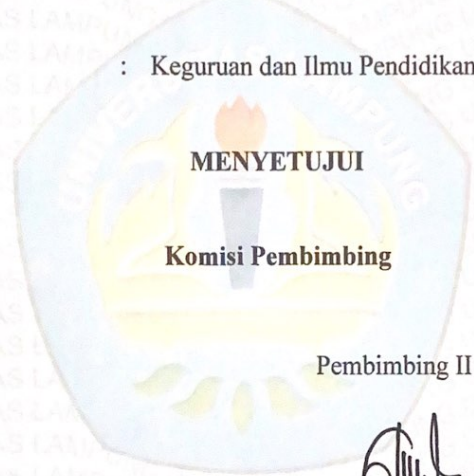 : Keguruan dan Ilmu Pendidikan
MENYETUJUI
Komisi Pembimbing
Pembimbing II